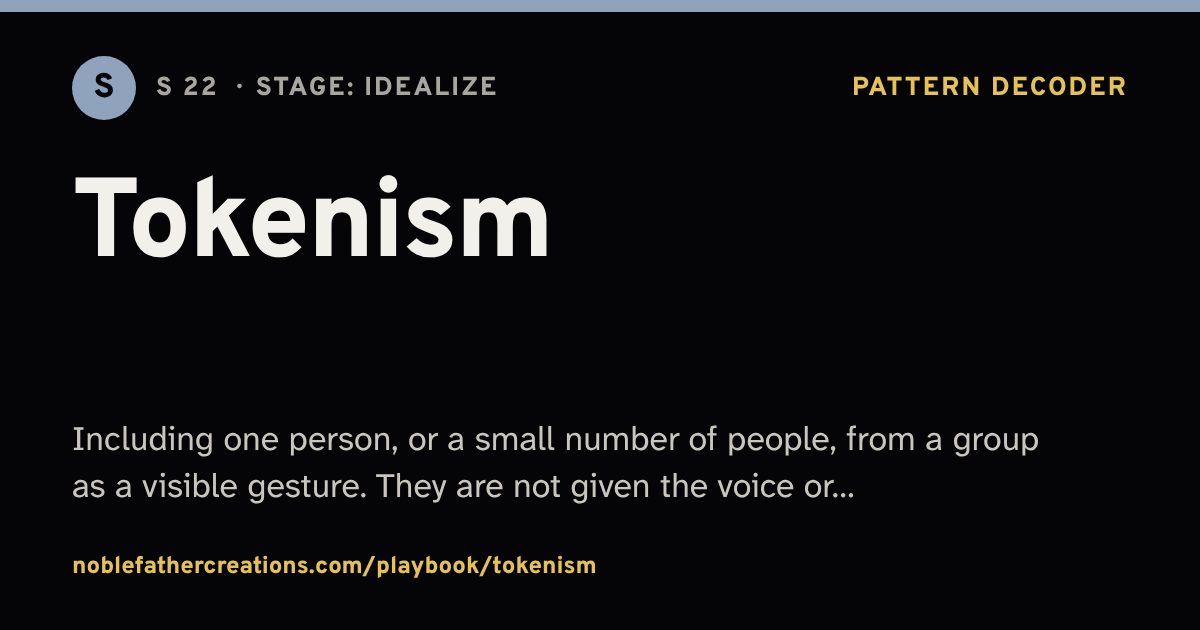 S
S 22 · STAGE: IDEALIZE
PATTERN DECODER
Tokenism
Including one person, or a small number of people, from a group
as a visible gesture. They are not given the voice or...
noblefathercreations.com/playbook/tokenism